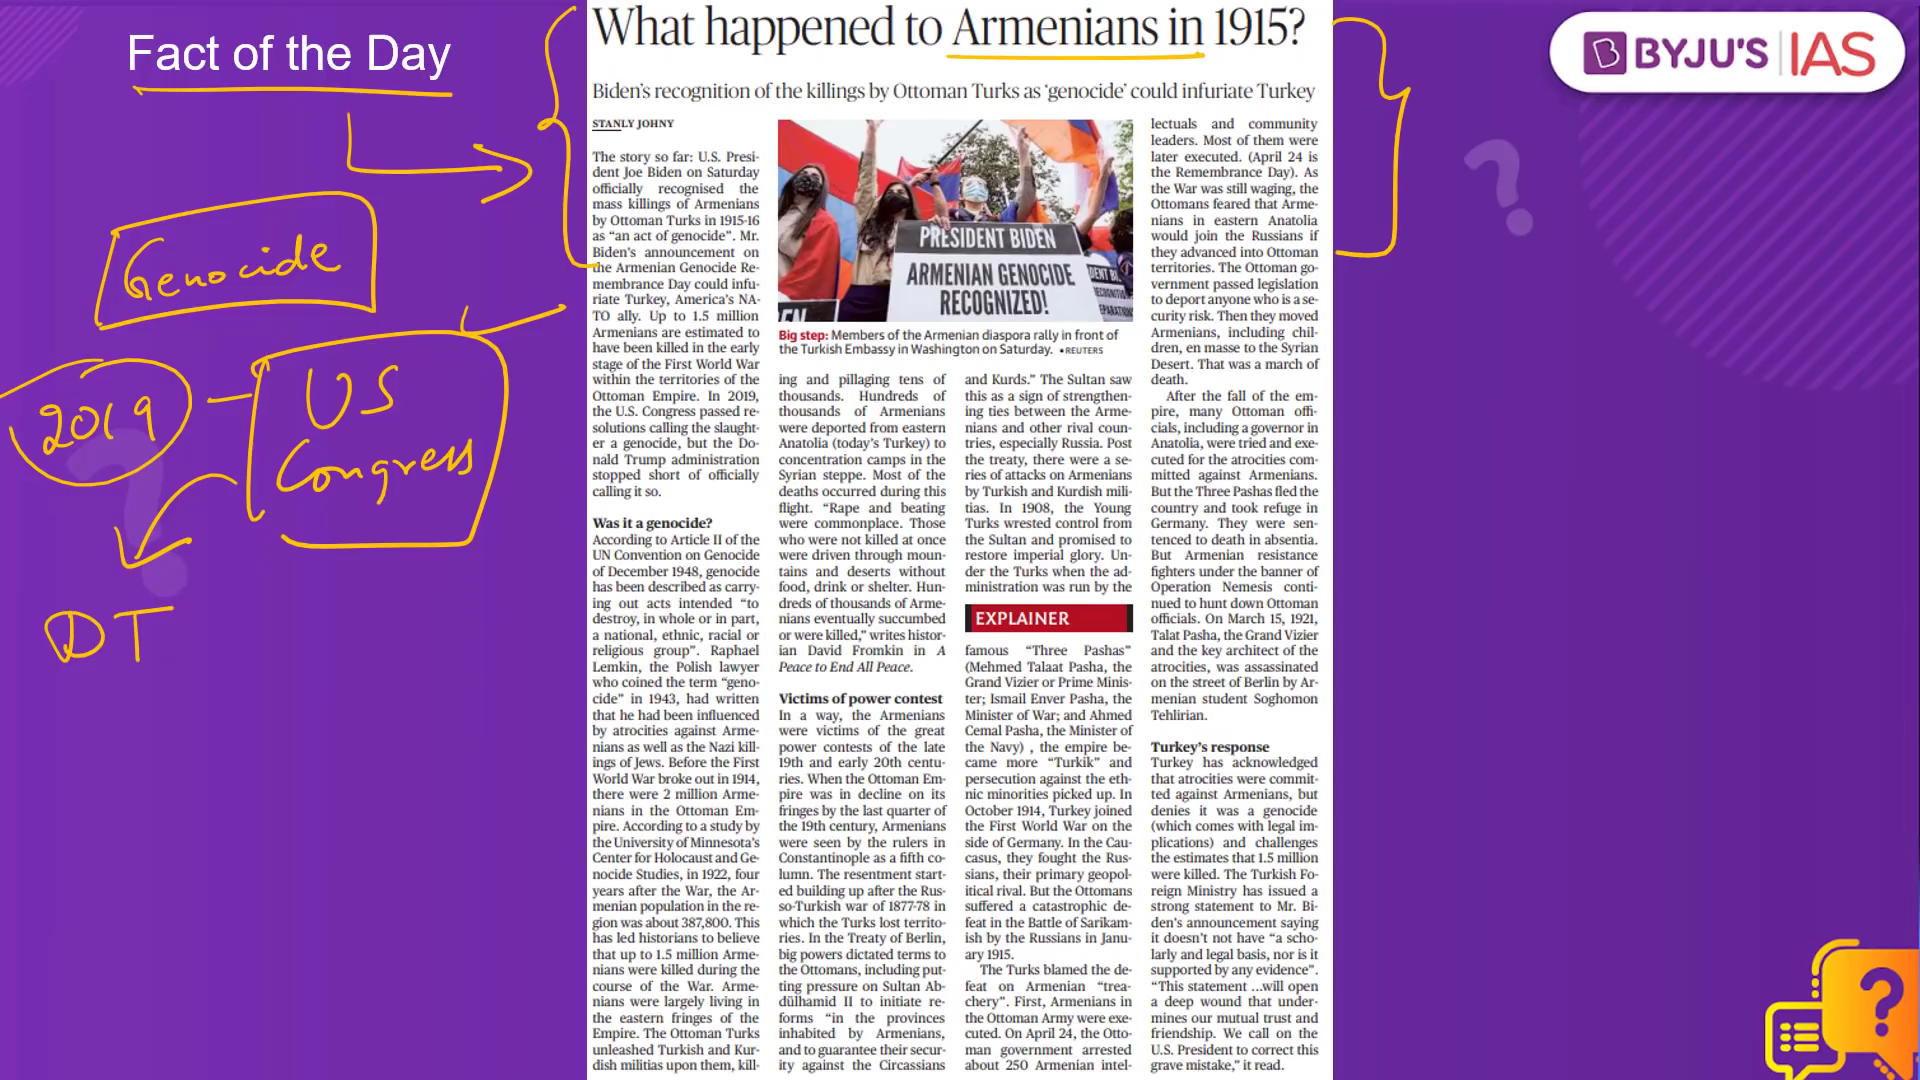 Fact of the Day
Genocide
2019
US
Congress
DT
What happened to Armenians in 1915?
Biden's recognition of the killings by Ottoman Turks as 'genocide' could infuriate Turkey
STANLY JOHNY
The story so far: U.S. Presi-
dent Joe Biden on Saturday
officially recognised the
mass killings of Armenians
by Ottoman Turks in 1915-16
as “an act of genocide”. Mr.
Biden's announcement on
the Armenian Genocide Re-
membrance Day could infu-
riate Turkey, America's NA-
TO ally. Up to 1.5 million
Armenians are estimated to
have been killed in the early
stage of the First World War
within the territories of the
Ottoman Empire. In 2019,
the U.S. Congress passed re-
solutions calling the slaught-
er a genocide, but the Do-
nald Trump administration
stopped short of officially
calling it so.
Was it a genocide?
According to Article II of the
UN Convention on Genocide
of December 1948, genocide
has been described as carry-
ing out acts intended “to
destroy, in whole or in part,
a national, ethnic, racial or
religious group”. Raphael
Lemkin, the Polish lawyer
who coined the term “geno-
cide” in 1943, had written
that he had been influenced
by atrocities against Arme-
nians as well as the Nazi kill-
ings of Jews. Before the First
World War broke out in 1914,
there were 2 million Arme-
nians in the Ottoman Em-
pire. According to a study by
the University of Minnesota's
Center for Holocaust and Ge-
nocide Studies, in 1922, four
years after the War, the Ar-
menian population in the re-
gion was about 387,800. This
has led historians to believe
that up to 1.5 million Arme-
nians were killed during the
course of the War. Arme-
nians were largely living in
the eastern fringes of the
Empire. The Ottoman Turks
unleashed Turkish and Kur-
dish militias upon them, kill-
PRESIDENT BIDEN
ARMENIAN GENOCIDE
RECOGNIZED!
Big step: Members of the Armenian diaspora rally in front of
the Turkish Embassy in Washington on Saturday. •REUTERS
ing and pillaging tens of
thousands. Hundreds of
thousands of Armenians
were deported from eastern
Anatolia (today's Turkey) to
concentration camps in the
Syrian steppe. Most of the
deaths occurred during this
flight. “Rape and beating
were commonplace. Those
who were not killed at once
were driven through moun-
tains and deserts without
food, drink or shelter. Hun-
dreds of thousands of Arme-
nians eventually succumbed
or were killed,” writes histor-
ian David Fromkin in A
Peace to End All Peace.
Victims of power contest
In a way, the Armenians
were victims of the great
power contests of the late
19th and early 20th centu-
ries. When the Ottoman Em-
pire was in decline on its
fringes by the last quarter of
the 19th century, Armenians
were seen by the rulers in
Constantinople as a fifth co-
lumn. The resentment start-
ed building up after the Rus-
so-Turkish war of 1877-78 in
which the Turks lost territo-
ries. In the Treaty of Berlin,
big powers dictated terms to
the Ottomans, including put-
ting pressure on Sultan Ab-
dülhamid II to initiate re-
forms “in the provinces
inhabited by Armenians,
and to guarantee their secur-
ity against the Circassians
and Kurds.” The Sultan saw
this as a sign of strengthen-
ing ties between the Arme-
nians and other rival coun-
tries, especially Russia. Post
the treaty, there were a se-
ries of attacks on Armenians
by Turkish and Kurdish mili-
tias. In 1908, the Young
Turks wrested control from
the Sultan and promised to
restore imperial glory. Un-
der the Turks when the ad-
ministration was run by the
EXPLAINER
famous “Three Pashas”
(Mehmed Talaat Pasha, the
Grand Vizier or Prime Minis-
ter; Ismail Enver Pasha, the
Minister of War; and Ahmed
Cemal Pasha, the Minister of
the Navy) , the empire be-
came more “Turkik” and
persecution against the eth-
nic minorities picked up. In
October 1914, Turkey joined
the First World War on the
side of Germany. In the Cau-
casus, they fought the Rus-
sians, their primary geopol-
itical rival. But the Ottomans
suffered a catastrophic de-
feat in the Battle of Sarikam-
ish by the Russians in Janu-
ary 1915.
The Turks blamed the de-
feat on Armenian “trea-
chery”. First, Armenians in
the Ottoman Army were exe-
cuted. On April 24, the Otto-
man government arrested
about 250 Armenian intel-
lectuals and community
leaders. Most of them were
later executed. (April 24 is
the Remembrance Day). As
the War was still waging, the
Ottomans feared that Arme-
nians in eastern Anatolia
would join the Russians if
they advanced into Ottoman
territories. The Ottoman go-
vernment passed legislation
to deport anyone who is a se-
curity risk. Then they moved
Armenians, including chil-
dren, en masse to the Syrian
Desert. That was a march of
death.
After the fall of the em-
pire, many Ottoman offi-
cials, including a governor in
Anatolia, were tried and exe-
cuted for the atrocities com-
mitted against Armenians.
But the Three Pashas fled the
country and took refuge in
Germany. They were sen-
tenced to death in absentia.
But Armenian resistance
fighters under the banner of
Operation Nemesis conti-
nued to hunt down Ottoman
officials. On March 15, 1921,
Talat Pasha, the Grand Vizier
and the key architect of the
atrocities, was assassinated
on the street of Berlin by Ar-
menian student Soghomon
Tehlirian.
Turkey's response
Turkey has acknowledged
that atrocities were commit-
ted against Armenians, but
denies it was a genocide
(which comes with legal im-
plications) and challenges
the estimates that 1.5 million
were killed. The Turkish Fo-
reign Ministry has issued a
strong statement to Mr. Bi-
den's announcement saying
it doesn't not have “a scho-
larly and legal basis, nor is it
supported by any evidence”.
“This statement ...will open
a deep wound that under-
mines our mutual trust and
friendship. We call on the
U.S. President to correct this
grave mistake,” it read.
BYJU'S IAS